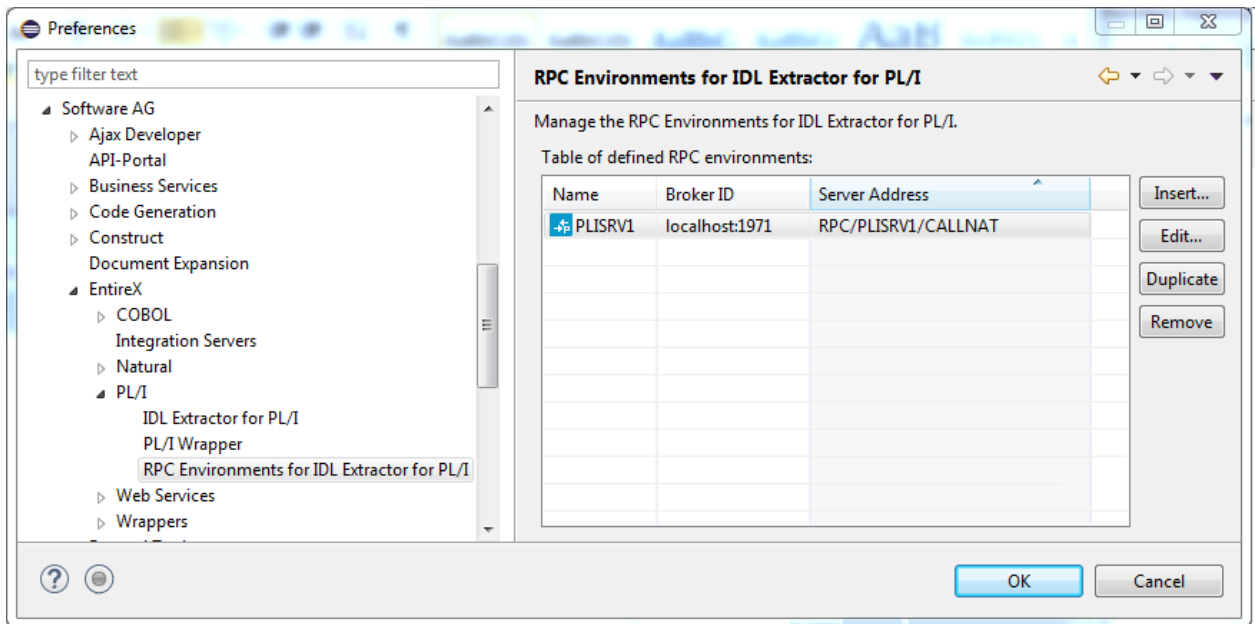 Preferences
type filter text
Software AG
Ajax Developer
API-Portal
Business Services
Code Generation
Construct
Document Expansion
EntireX
COBOL
Integration Servers
Natural
PL/I
IDL Extractor for PL/I
PL/I Wrapper
RPC Environments for IDL Extractor for PL/I
Web Services
Wrappers
RPC Environments for IDL Extractor for PL/I
Manage the RPC Environments for IDL Extractor for PL/I.
Table of defined RPC environments:
Name Broker ID Server Address
PLISRV1 localhost:1971 RPC/PLISRV1/CALLNAT
Insert...
Edit...
Duplicate
Remove
OK Cancel